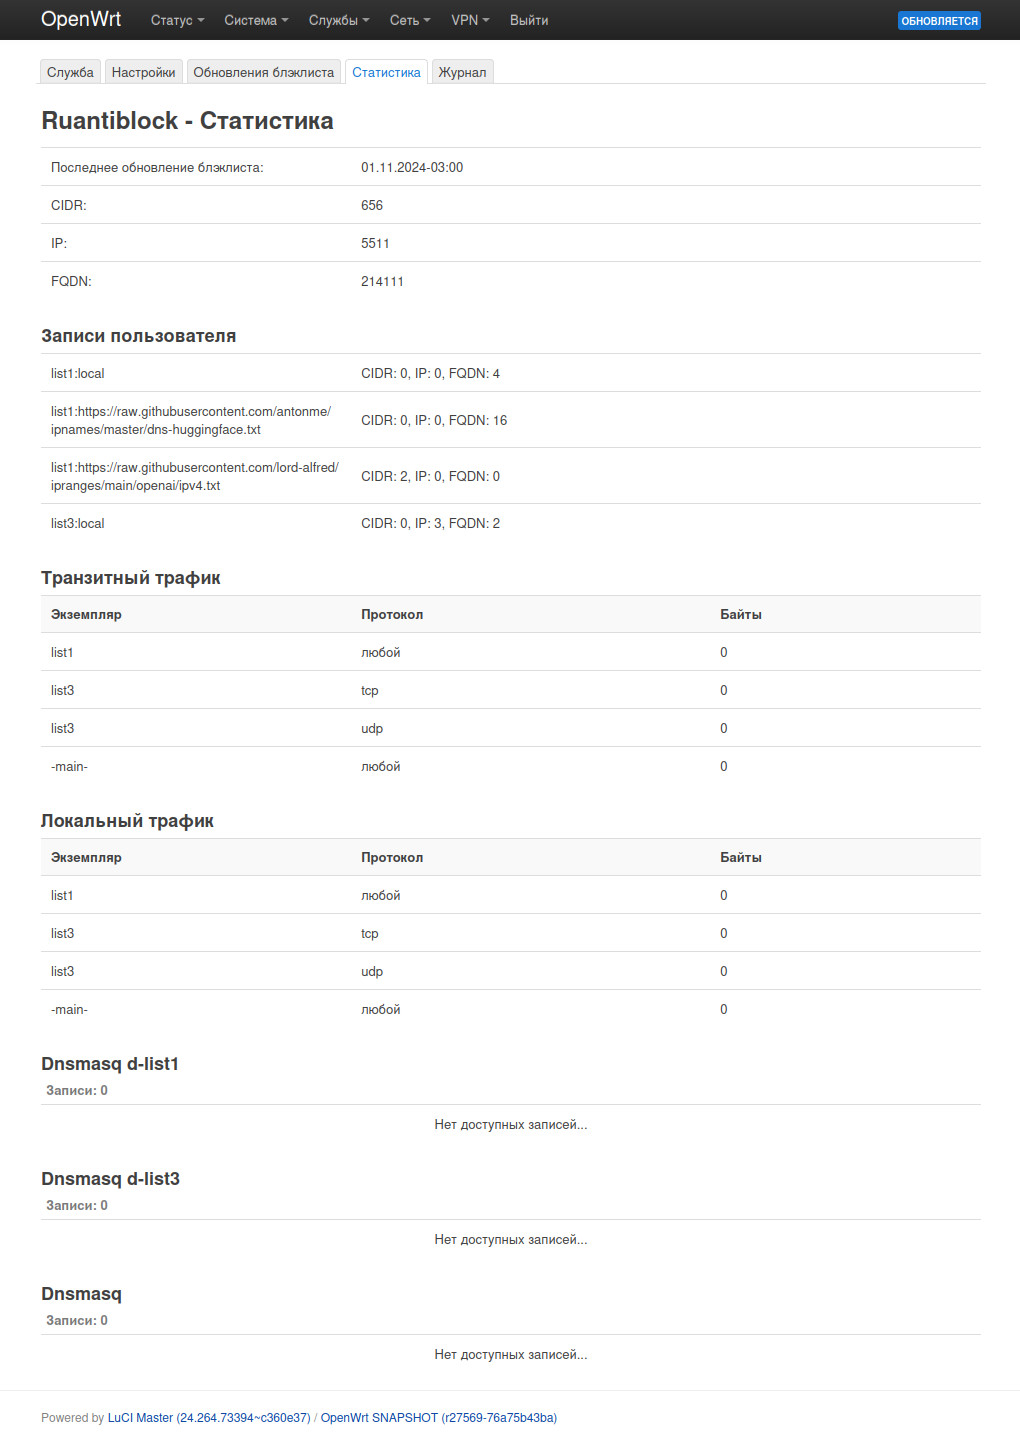 OpenWrt Статус Система Службы Сеть VPN Выйти ОБНОВЛЯЕТСЯ
Служба Настройки Обновления блэклиста Статистика Журнал
Ruantiblock - Статистика
Последнее обновление блэклиста: 01.11.2024-03:00
CIDR: 656
IP: 5511
FQDN: 214111
Записи пользователя
list1:local CIDR: 0, IP: 0, FQDN: 4
list1:https://raw.githubusercontent.com/antonme/
ipnames/master/dns-huggingface.txt CIDR: 0, IP: 0, FQDN: 16
list1:https://raw.githubusercontent.com/lord-alfred/
ipranges/main/openai/ipv4.txt CIDR: 2, IP: 0, FQDN: 0
list3:local CIDR: 0, IP: 3, FQDN: 2
Транзитный трафик
Экземпляр Протокол Байты
list1 любой 0
list3 tcp 0
list3 udp 0
-main- любой 0
Локальный трафик
Экземпляр Протокол Байты
list1 любой 0
list3 tcp 0
list3 udp 0
-main- любой 0
Dnsmasq d-list1
Записи: 0
Нет доступных записей...
Dnsmasq d-list3
Записи: 0
Нет доступных записей...
Dnsmasq
Записи: 0
Нет доступных записей...
Powered by LuCI Master (24.264.73394~c360e37) / OpenWrt SNAPSHOT (r27569-76a75b43ba)